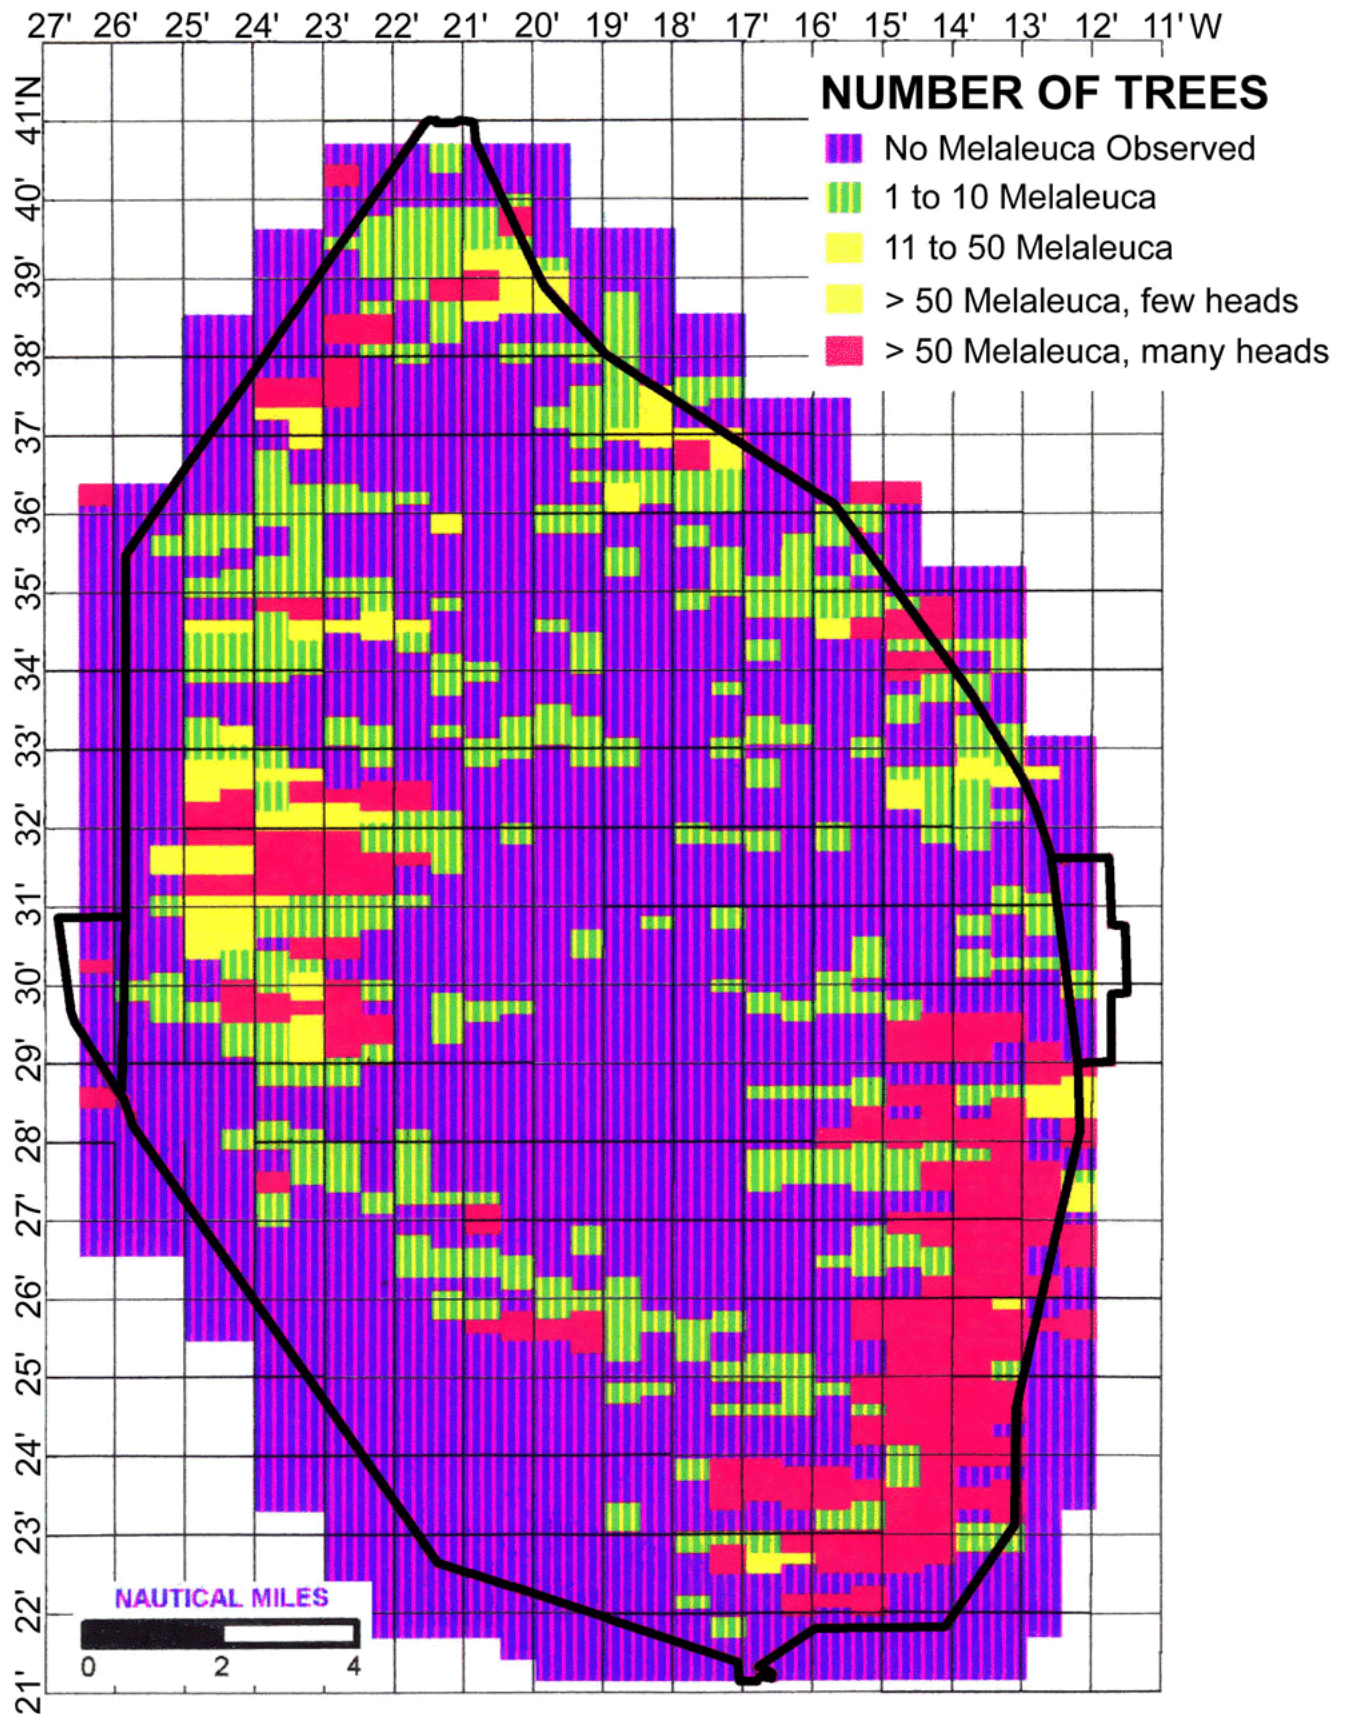 27' 26' 25' 24' 23' 22' 21' 20' 19' 18' 17' 16' 15' 14' 13' 12' 11' W
NUMBER OF TREES
No Melaleuca Observed
1 to 10 Melaleuca
11 to 50 Melaleuca
> 50 Melaleuca, few heads
> 50 Melaleuca, many heads
41'N
40'
39'
38'
37'
36'
35'
34'
33'
32'
31'
30'
29'
28'
27'
26'
25'
24'
23'
22'
21'
NAUTICAL MILES
0 2 4